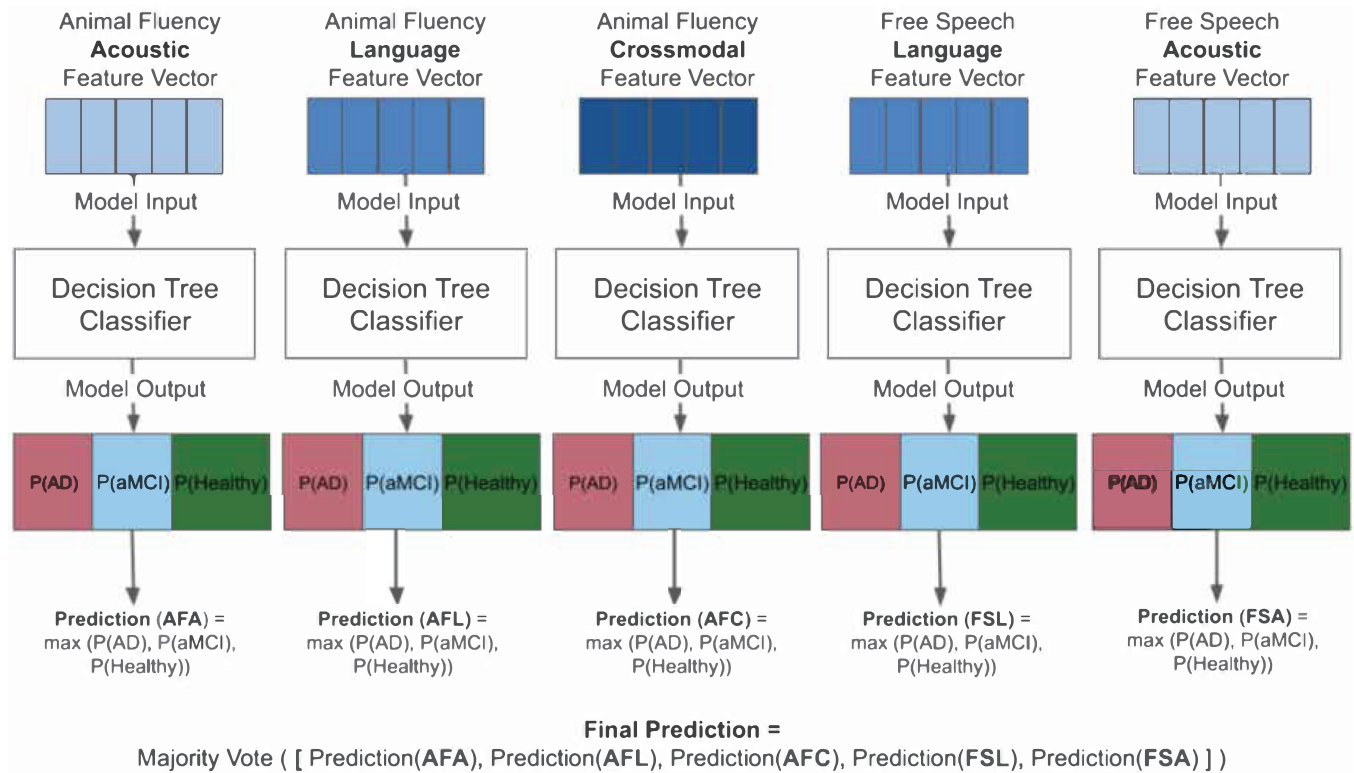 Animal Fluency
Acoustic
Feature Vector
Animal Fluency
Language
Feature Vector
Animal Fluency
Crossmodal
Feature Vector
Free Speech
Language
Feature Vector
Free Speech
Acoustic
Feature Vector
Model Input
Model Input
Model Input
Model Input
Model Input
Decision Tree
Classifier
Decision Tree
Classifier
Decision Tree
Classifier
Decision Tree
Classifier
Decision Tree
Classifier
Model Output
Model Output
Model Output
Model Output
Model Output
P(AD) P(aMCI) P(Healthy)
P(AD) P(aMCI) P(Healthy)
P(AD) P(aMCI) P(Healthy)
P(AD) P(aMCI) P(Healthy)
P(AD) P(aMCI) P(Healthy)
Prediction (AFA) =
max (P(AD), P(aMCI),
P(Healthy))
Prediction (AFL) =
max (P(AD), P(aMCI),
P(Healthy))
Prediction (AFC) =
max (P(AD), P(aMCI),
P(Healthy))
Prediction (FSL) =
max (P(AD), P(aMCI),
P(Healthy))
Prediction (FSA) =
max (P(AD), P(aMCI),
P(Healthy))
Final Prediction =
Majority Vote ( [ Prediction(AFA), Prediction(AFL), Prediction(AFC), Prediction(FSL), Prediction(FSA) ] )